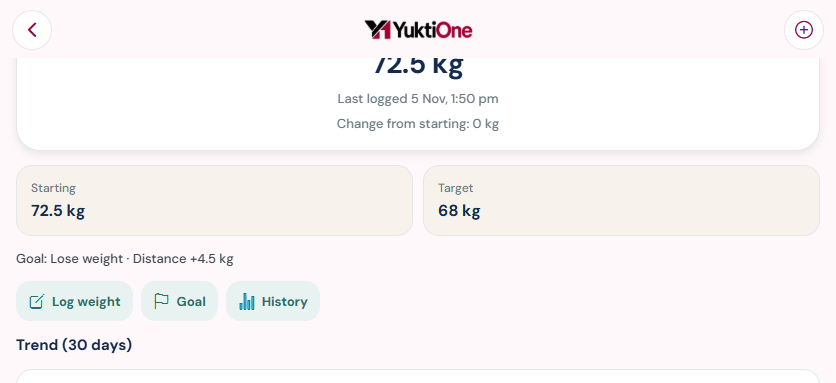 YuktiOne
72.5 kg
Last logged 5 Nov, 1:50 pm
Change from starting: 0 kg
Starting
72.5 kg
Target
68 kg
Goal: Lose weight · Distance +4.5 kg
Log weight
Goal
History
Trend (30 days)